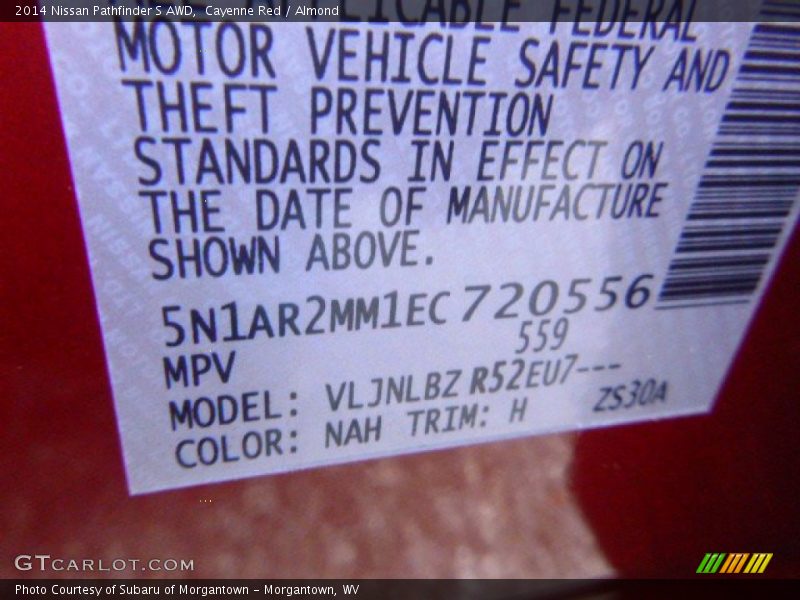 2014 Nissan Pathfinder S AWD, Cayenne Red / Almond
FEDERAL
MOTOR VEHICLE SAFETY AND
THEFT PREVENTION
STANDARDS IN EFFECT ON
THE DATE OF MANUFACTURE
SHOWN ABOVE.
5N1AR2MM1EC720556
559
MPV
MODEL: VLJNLBZ R52EU7---
COLOR: NAH TRIM: H ZS30A
GTCARLOT.COM
Photo Courtesy of Subaru of Morgantown - Morgantown, WV